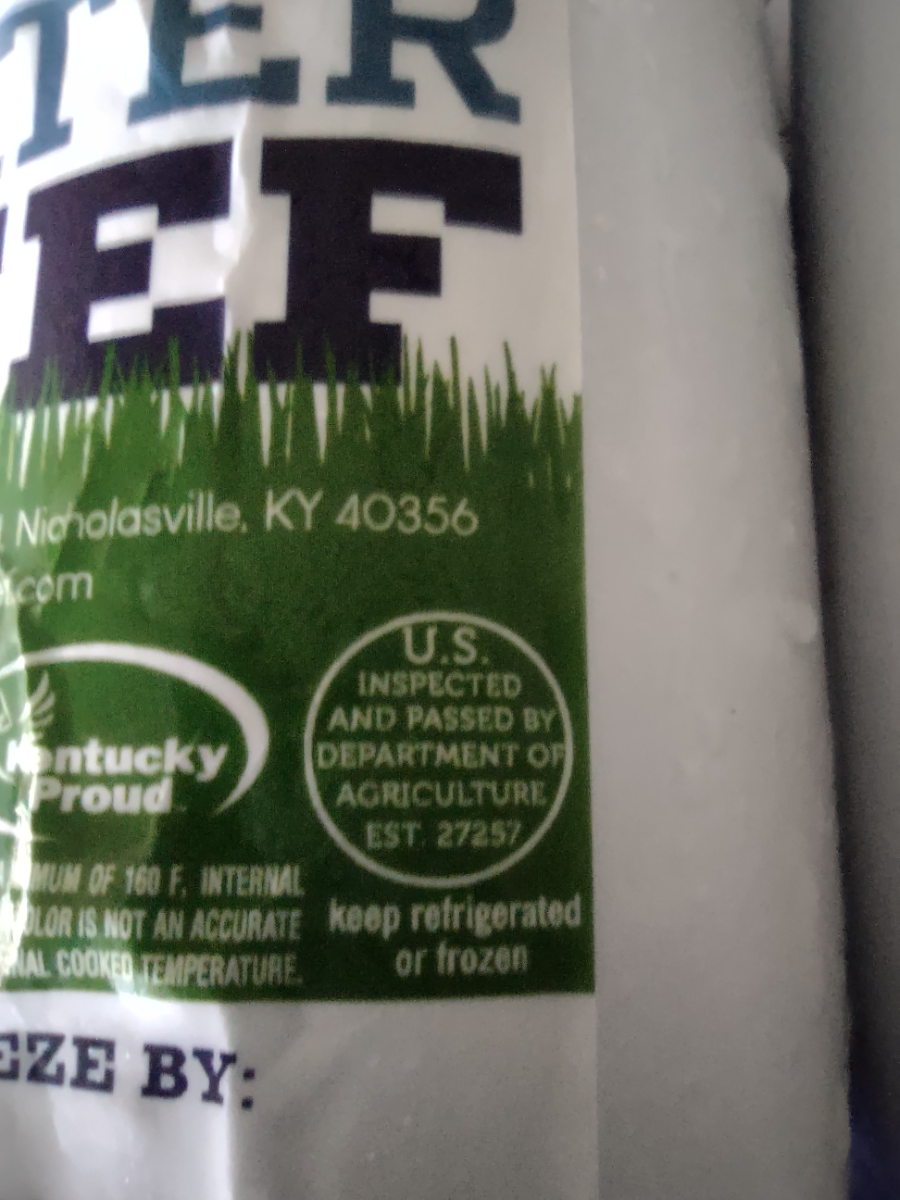 TER
EEF
Nicholasville, KY 40356
.com
Kentucky
Proud
U.S.
INSPECTED
AND PASSED BY
DEPARTMENT OF
AGRICULTURE
EST. 27257
MUM OF 160 F. INTERNAL
OLOR IS NOT AN ACCURATE
NAL COOKED TEMPERATURE.
keep refrigerated
or frozen
EZE BY: